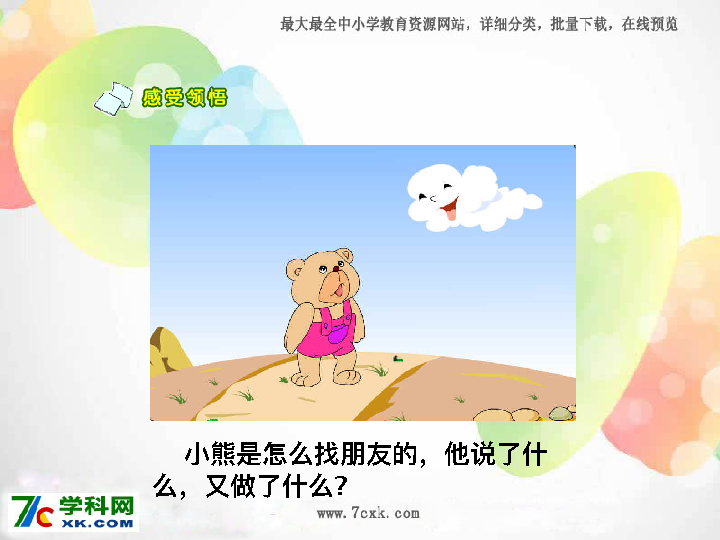 最大最全中小学教育资源网站，详细分类，批量下载，在线预览
感受领悟
小熊是怎么找朋友的，他说了什
么，又做了什么？
7c学科网
XK.COM
www.7cxk.com